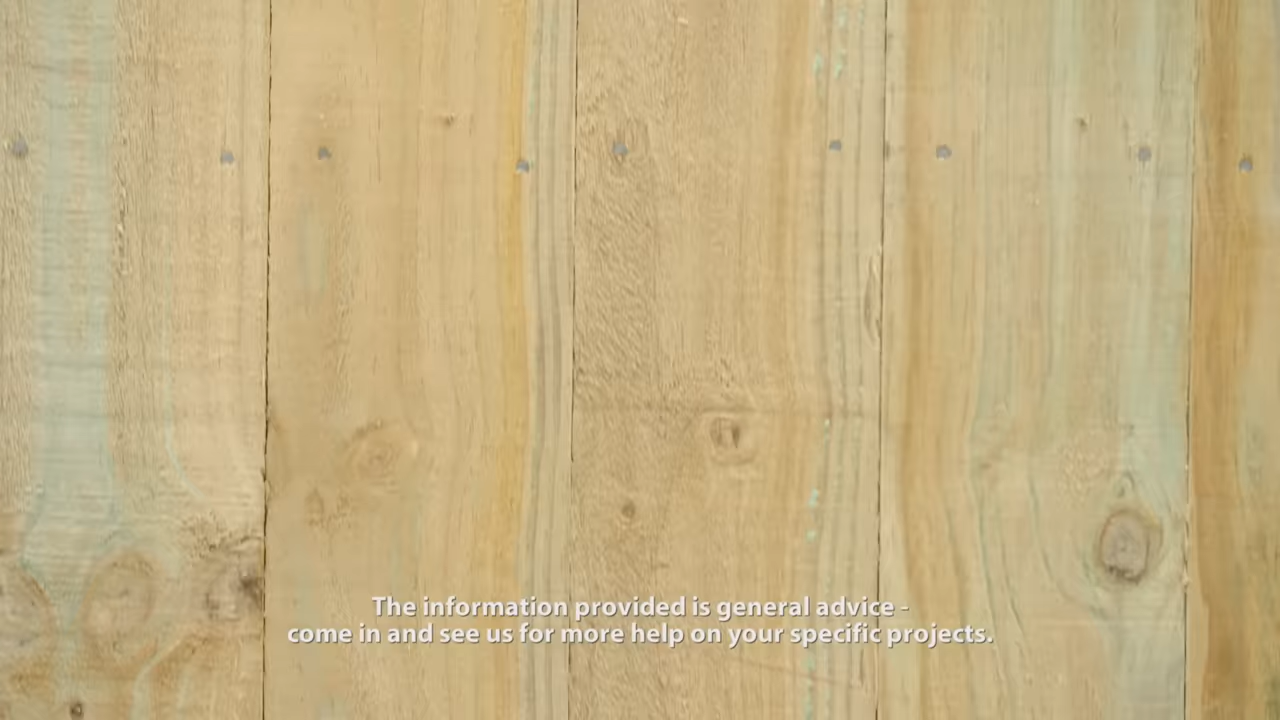 The information provided is general advice -
come in and see us for more help on your specific projects.